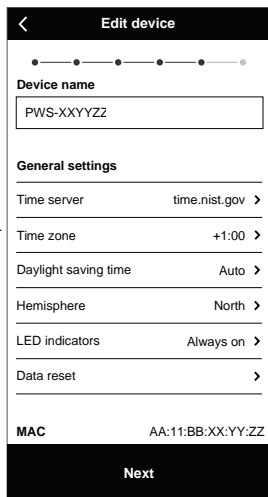 Edit device
Device name
PWS-XXYYZZ
General settings
Time server time.nist.gov
Time zone +1:00
Daylight saving time Auto
Hemisphere North
LED indicators Always on
Data reset
MAC AA:11:BB:XX:YY:ZZ
Next